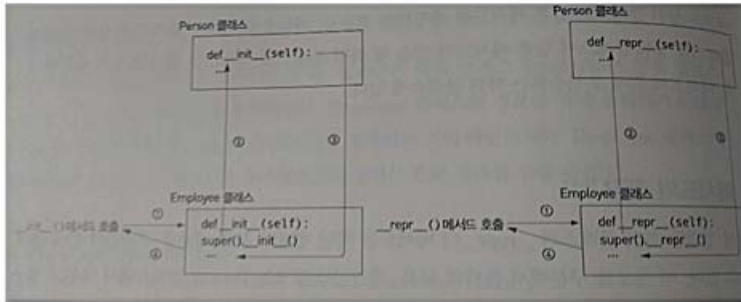 Person 클래스
def __init__(self):
...
② ③
Employee 클래스
__init__()메서드 호출
①
④
def __init__(self):
super().__init__()
...
Person 클래스
def __repr__(self):
...
② ③
Employee 클래스
__repr__()메서드 호출
①
④
def __repr__(self):
super().__repr__()
...